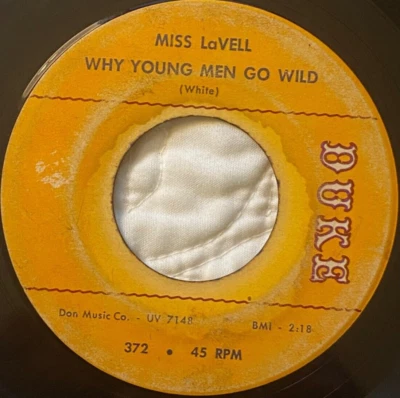 MISS LaVELL
WHY YOUNG MEN GO WILD
(White)
DUKE
Don Music Co. - UV 7148
BMI - 2:18
372 • 45 RPM